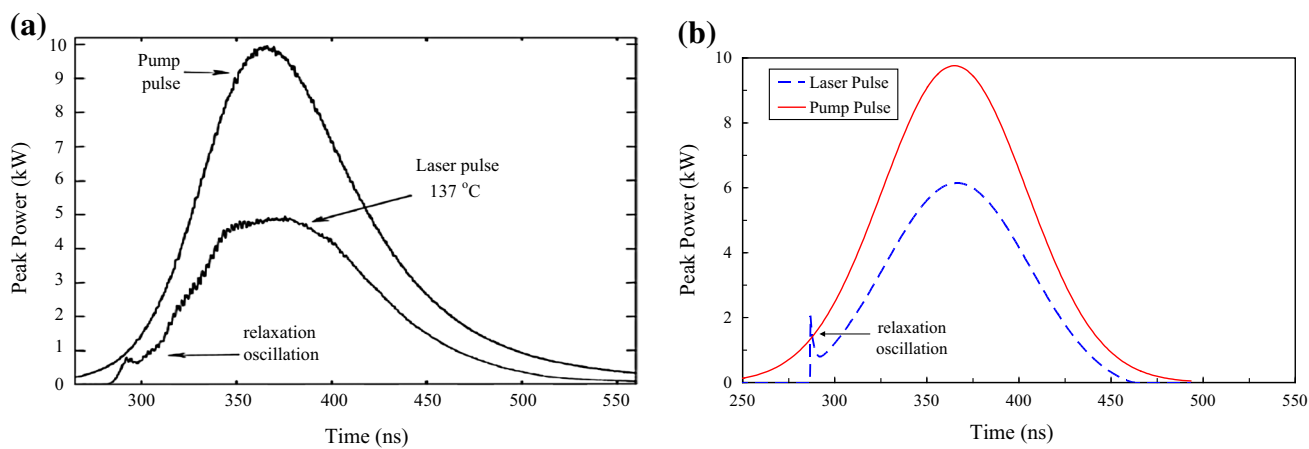 (a)
10
9
8
7
6
5
4
3
2
1
0
Peak Power (kW)
Pump
pulse
Laser pulse
137 °C
relaxation
oscillation
300
350
400
450
500
550
Time (ns)
(b)
10
8
6
4
2
0
Peak Power (kW)
Laser Pulse
Pump Pulse
relaxation
oscillation
250
300
350
400
450
500
550
Time (ns)